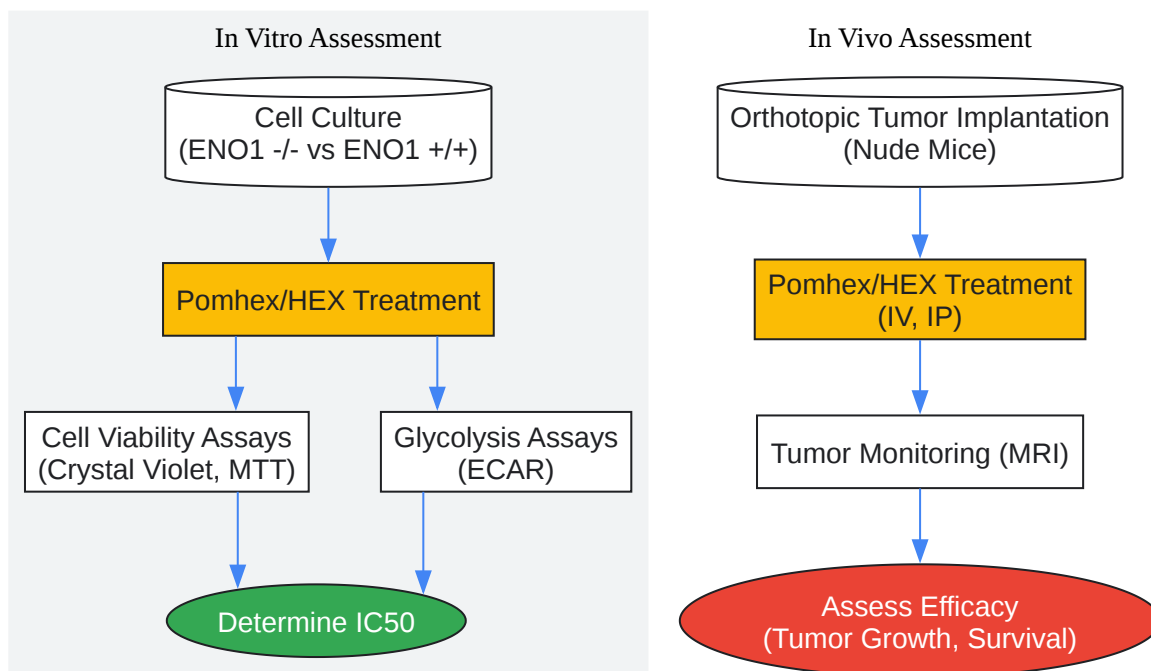 In Vitro Assessment
Cell Culture
(ENO1 -/- vs ENO1 +/+)
Pomhex/HEX Treatment
Cell Viability Assays
(Crystal Violet, MTT)
Glycolysis Assays
(ECAR)
Determine IC50
In Vivo Assessment
Orthotopic Tumor Implantation
(Nude Mice)
Pomhex/HEX Treatment
(IV, IP)
Tumor Monitoring (MRI)
Assess Efficacy
(Tumor Growth, Survival)